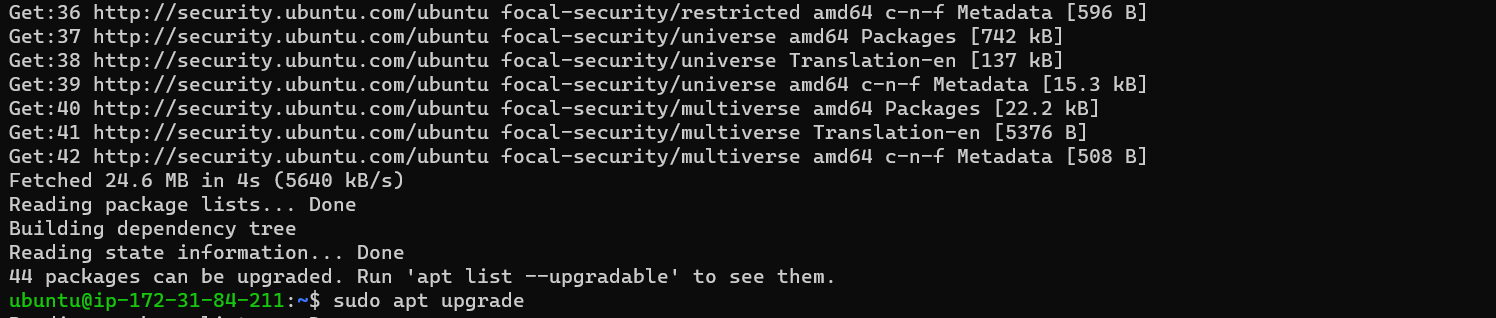 Get:36 http://security.ubuntu.com/ubuntu focal-security/restricted amd64 c-n-f Metadata [596 B]
Get:37 http://security.ubuntu.com/ubuntu focal-security/universe amd64 Packages [742 kB]
Get:38 http://security.ubuntu.com/ubuntu focal-security/universe Translation-en [137 kB]
Get:39 http://security.ubuntu.com/ubuntu focal-security/universe amd64 c-n-f Metadata [15.3 kB]
Get:40 http://security.ubuntu.com/ubuntu focal-security/multiverse amd64 Packages [22.2 kB]
Get:41 http://security.ubuntu.com/ubuntu focal-security/multiverse Translation-en [5376 B]
Get:42 http://security.ubuntu.com/ubuntu focal-security/multiverse amd64 c-n-f Metadata [508 B]
Fetched 24.6 MB in 4s (5640 kB/s)
Reading package lists... Done
Building dependency tree
Reading state information... Done
44 packages can be upgraded. Run 'apt list --upgradable' to see them.
ubuntu@ip-172-31-84-211:~$ sudo apt upgrade